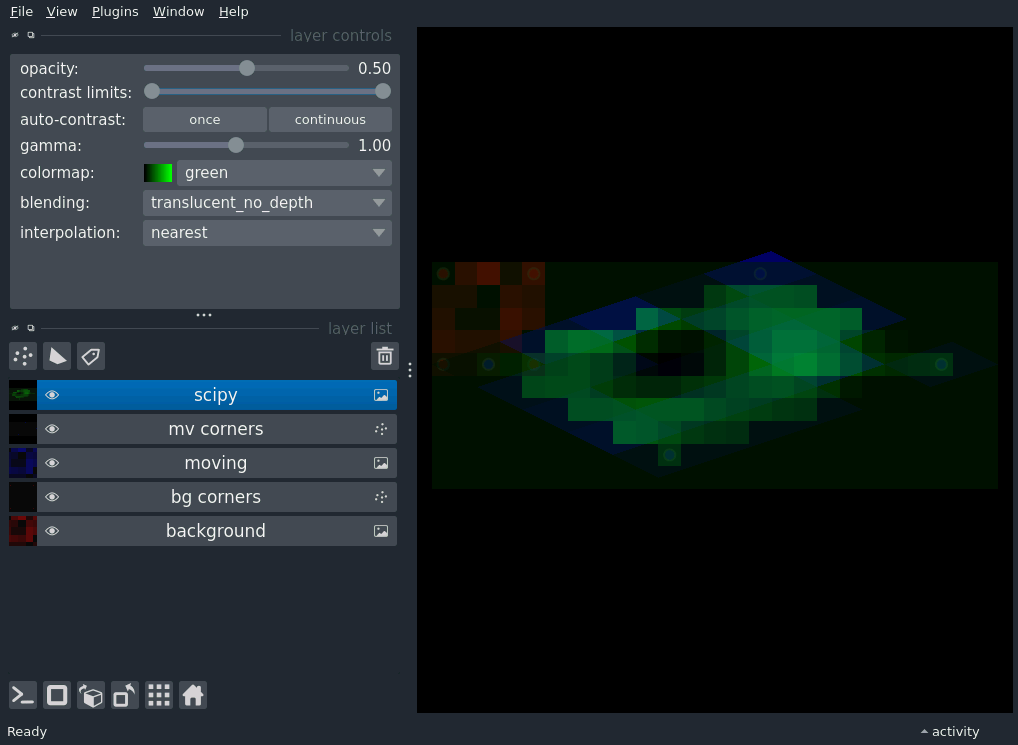 File View Plugins Window Help
layer controls
opacity: 0.50
contrast limits:
auto-contrast: once continuous
gamma: 1.00
colormap: green
blending: translucent_no_depth
interpolation: nearest
layer list
scipy
mv corners
moving
bg corners
background
Ready activity